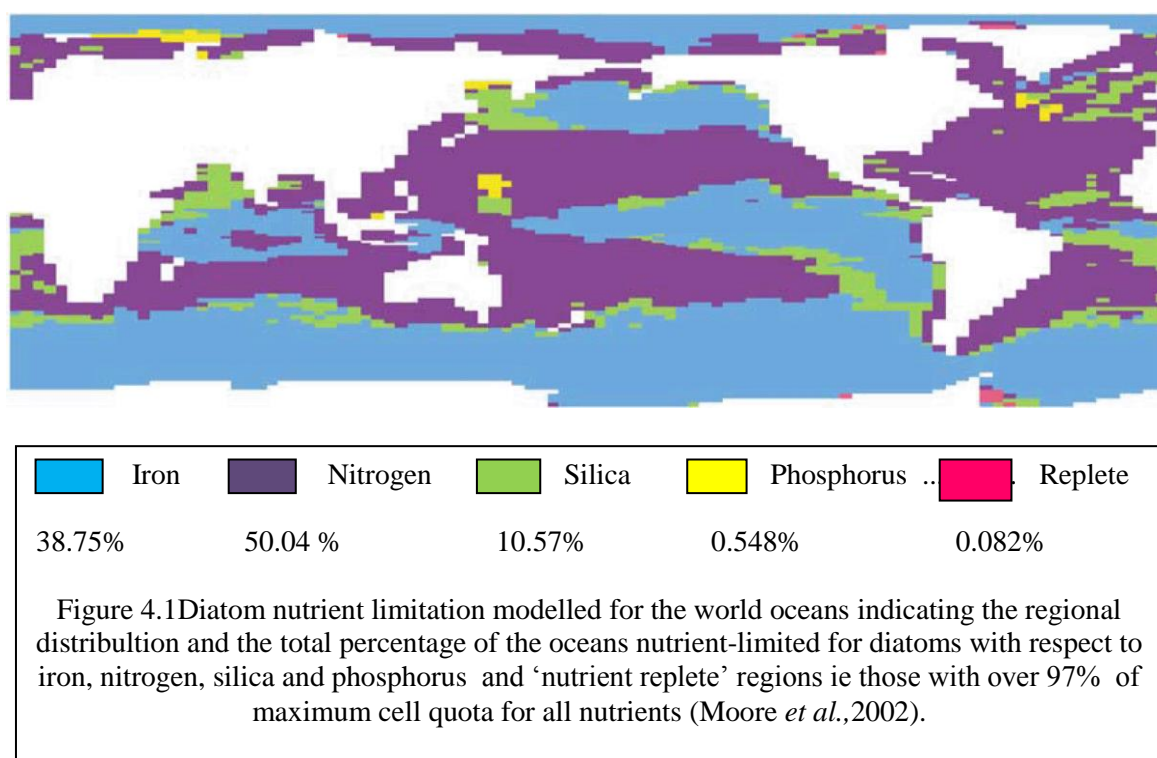 Iron Nitrogen Silica Phosphorus ... . Replete
38.75% 50.04 % 10.57% 0.548% 0.082%
Figure 4.1Diatom nutrient limitation modelled for the world oceans indicating the regional
distribultion and the total percentage of the oceans nutrient-limited for diatoms with respect to
iron, nitrogen, silica and phosphorus and ‘nutrient replete’ regions ie those with over 97% of
maximum cell quota for all nutrients (Moore et al.,2002).